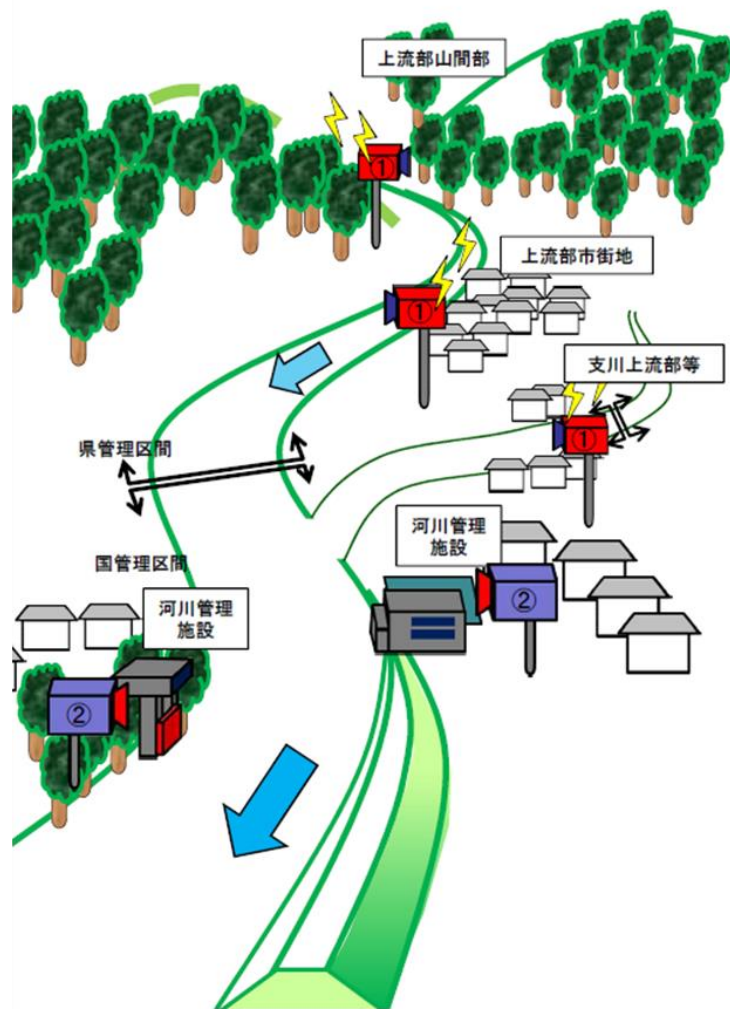 上流部山間部
①
上流部市街地
①
支川上流部等
①
県管理区間
国管理区間
河川管理
施設
②
河川管理
施設
②